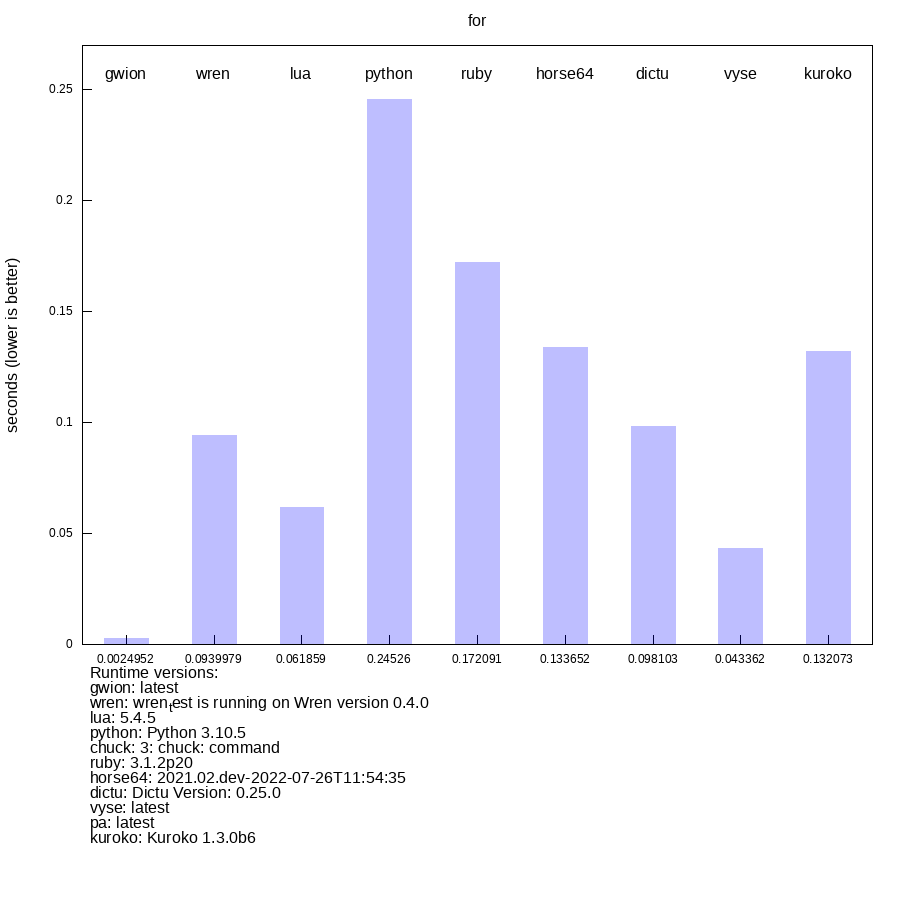 for
gwion wren lua python ruby horse64 dictu vyse kuroko
0.25
0.2
0.15
0.1
0.05
0
seconds (lower is better)
0.0024952 0.0939979 0.061859 0.24526 0.172091 0.133652 0.098103 0.043362 0.132073
Runtime versions:
gwion: latest
wren: wren_test is running on Wren version 0.4.0
lua: 5.4.5
python: Python 3.10.5
chuck: 3: chuck: command
ruby: 3.1.2p20
horse64: 2021.02.dev-2022-07-26T11:54:35
dictu: Dictu Version: 0.25.0
vyse: latest
pa: latest
kuroko: Kuroko 1.3.0b6